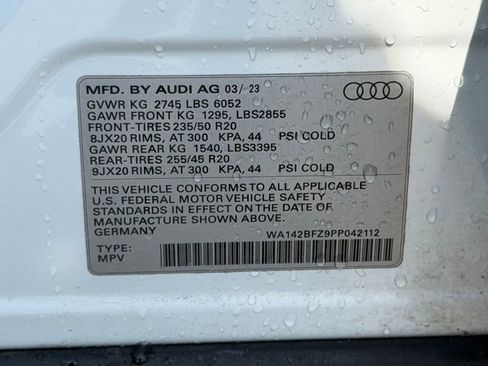 MFD. BY AUDI AG 03/ 23
GVWR KG 2745 LBS 6052
GAWR FRONT KG 1295, LBS2855
FRONT-TIRES 235/50 R20
8JX20 RIMS, AT 300 KPA, 44 PSI COLD
GAWR REAR KG 1540, LBS3395
REAR-TIRES 255/45 R20
9JX20 RIMS, AT 300 KPA, 44 PSI COLD
THIS VEHICLE CONFORMS TO ALL APPLICABLE
U.S. FEDERAL MOTOR VEHICLE SAFETY
STANDARDS IN EFFECT ON THE DATE OF
MANUFACTURE SHOWN ABOVE.
GERMANY
WA142BFZ9PP042112
TYPE:
MPV